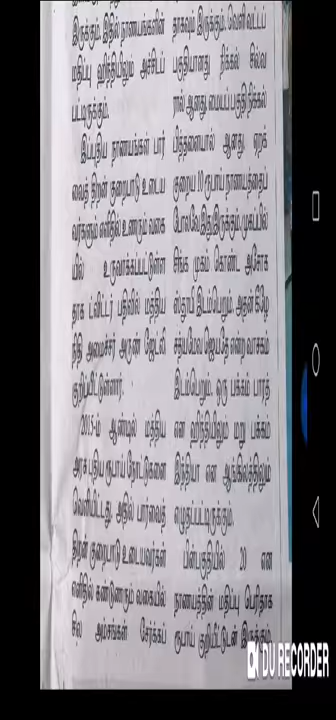 இருக்கும். இதில் நாணயங்களின்
மதிப்பு ஹிந்தியிலும் அச்சிடப்
பட்டிருக்கும்.
இப்புதிய நாணயங்கள் பார்
வைத் திறன் குறைபாடு உடைய
வர்களும் எளிதில் உணரும் வகை
யில் உருவாக்கப்பட்டுள்ள
தாக ட்விட்டர் பதிவில் மத்திய
நிதி அமைச்சர் அருண் ஜேட்லி
குறிப்பிட்டுள்ளார்.
ஆண்டில் மத்திய
அரசு புதிய ரூபாய் நோட்டுகளை
வெளியிட்டது. அதில் பார்வைத்
திறன் குறைபாடு உடையவர்கள்
எளிதில் கண்டுணரும் வகையில்
சில அம்சங்கள் சேர்க்கப்
தாகவும் இருக்கும். வெளி வட்டப்
பகுதியானது நிக்கல் சில்வ
ரால் ஆனது. மையப் பகுதி நிக்கல்
பித்தளையால் ஆனது. ஏறக்
குறைய 10 ரூபாய் நாணயத்தைப்
போலவே இது இருக்கும். முகப்பில்
சிங்க முகம் கொண்ட அசோக
ஸ்தூபி இடம்பெறும். அதன் கீழே
சத்யமேவ ஜெயதே என்ற வாசகம்
இடம்பெறும். ஒரு பக்கம் பாரத்
என ஹிந்தியிலும் மறு பக்கம்
இந்தியா என ஆங்கிலத்திலும்
எழுதப்பட்டிருக்கும்.
பின்பகுதியில் 20 என
நாணயத்தின் மதிப்பு பெரிதாக
ரூபாய் குறியீட்டுடன் இருக்கும்.
DU RECORDER